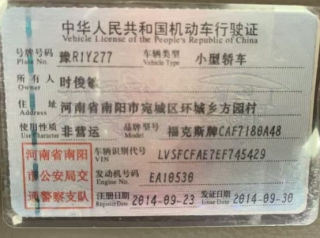 中华人民共和国机动车行驶证
Vehicle License of the People's Republic of China
号牌号码 豫R1Y277 车辆类型 小型轿车
Plate No. Vehicle Type
所有人 时俊敏
Owner
住址 河南省南阳市宛城区环城乡方园村
Address
使用性质 非营运 品牌型号 福克斯牌CAF7180A48
Use Character Model
河南省南阳 车辆识别代号 LVSFCFAE7EF745429
VIN
市公安局交 发动机号码 EA10530
Engine No.
通警察支队 注册日期 2014-09-23 发证日期 2014-09-30
Register Date Issue Date